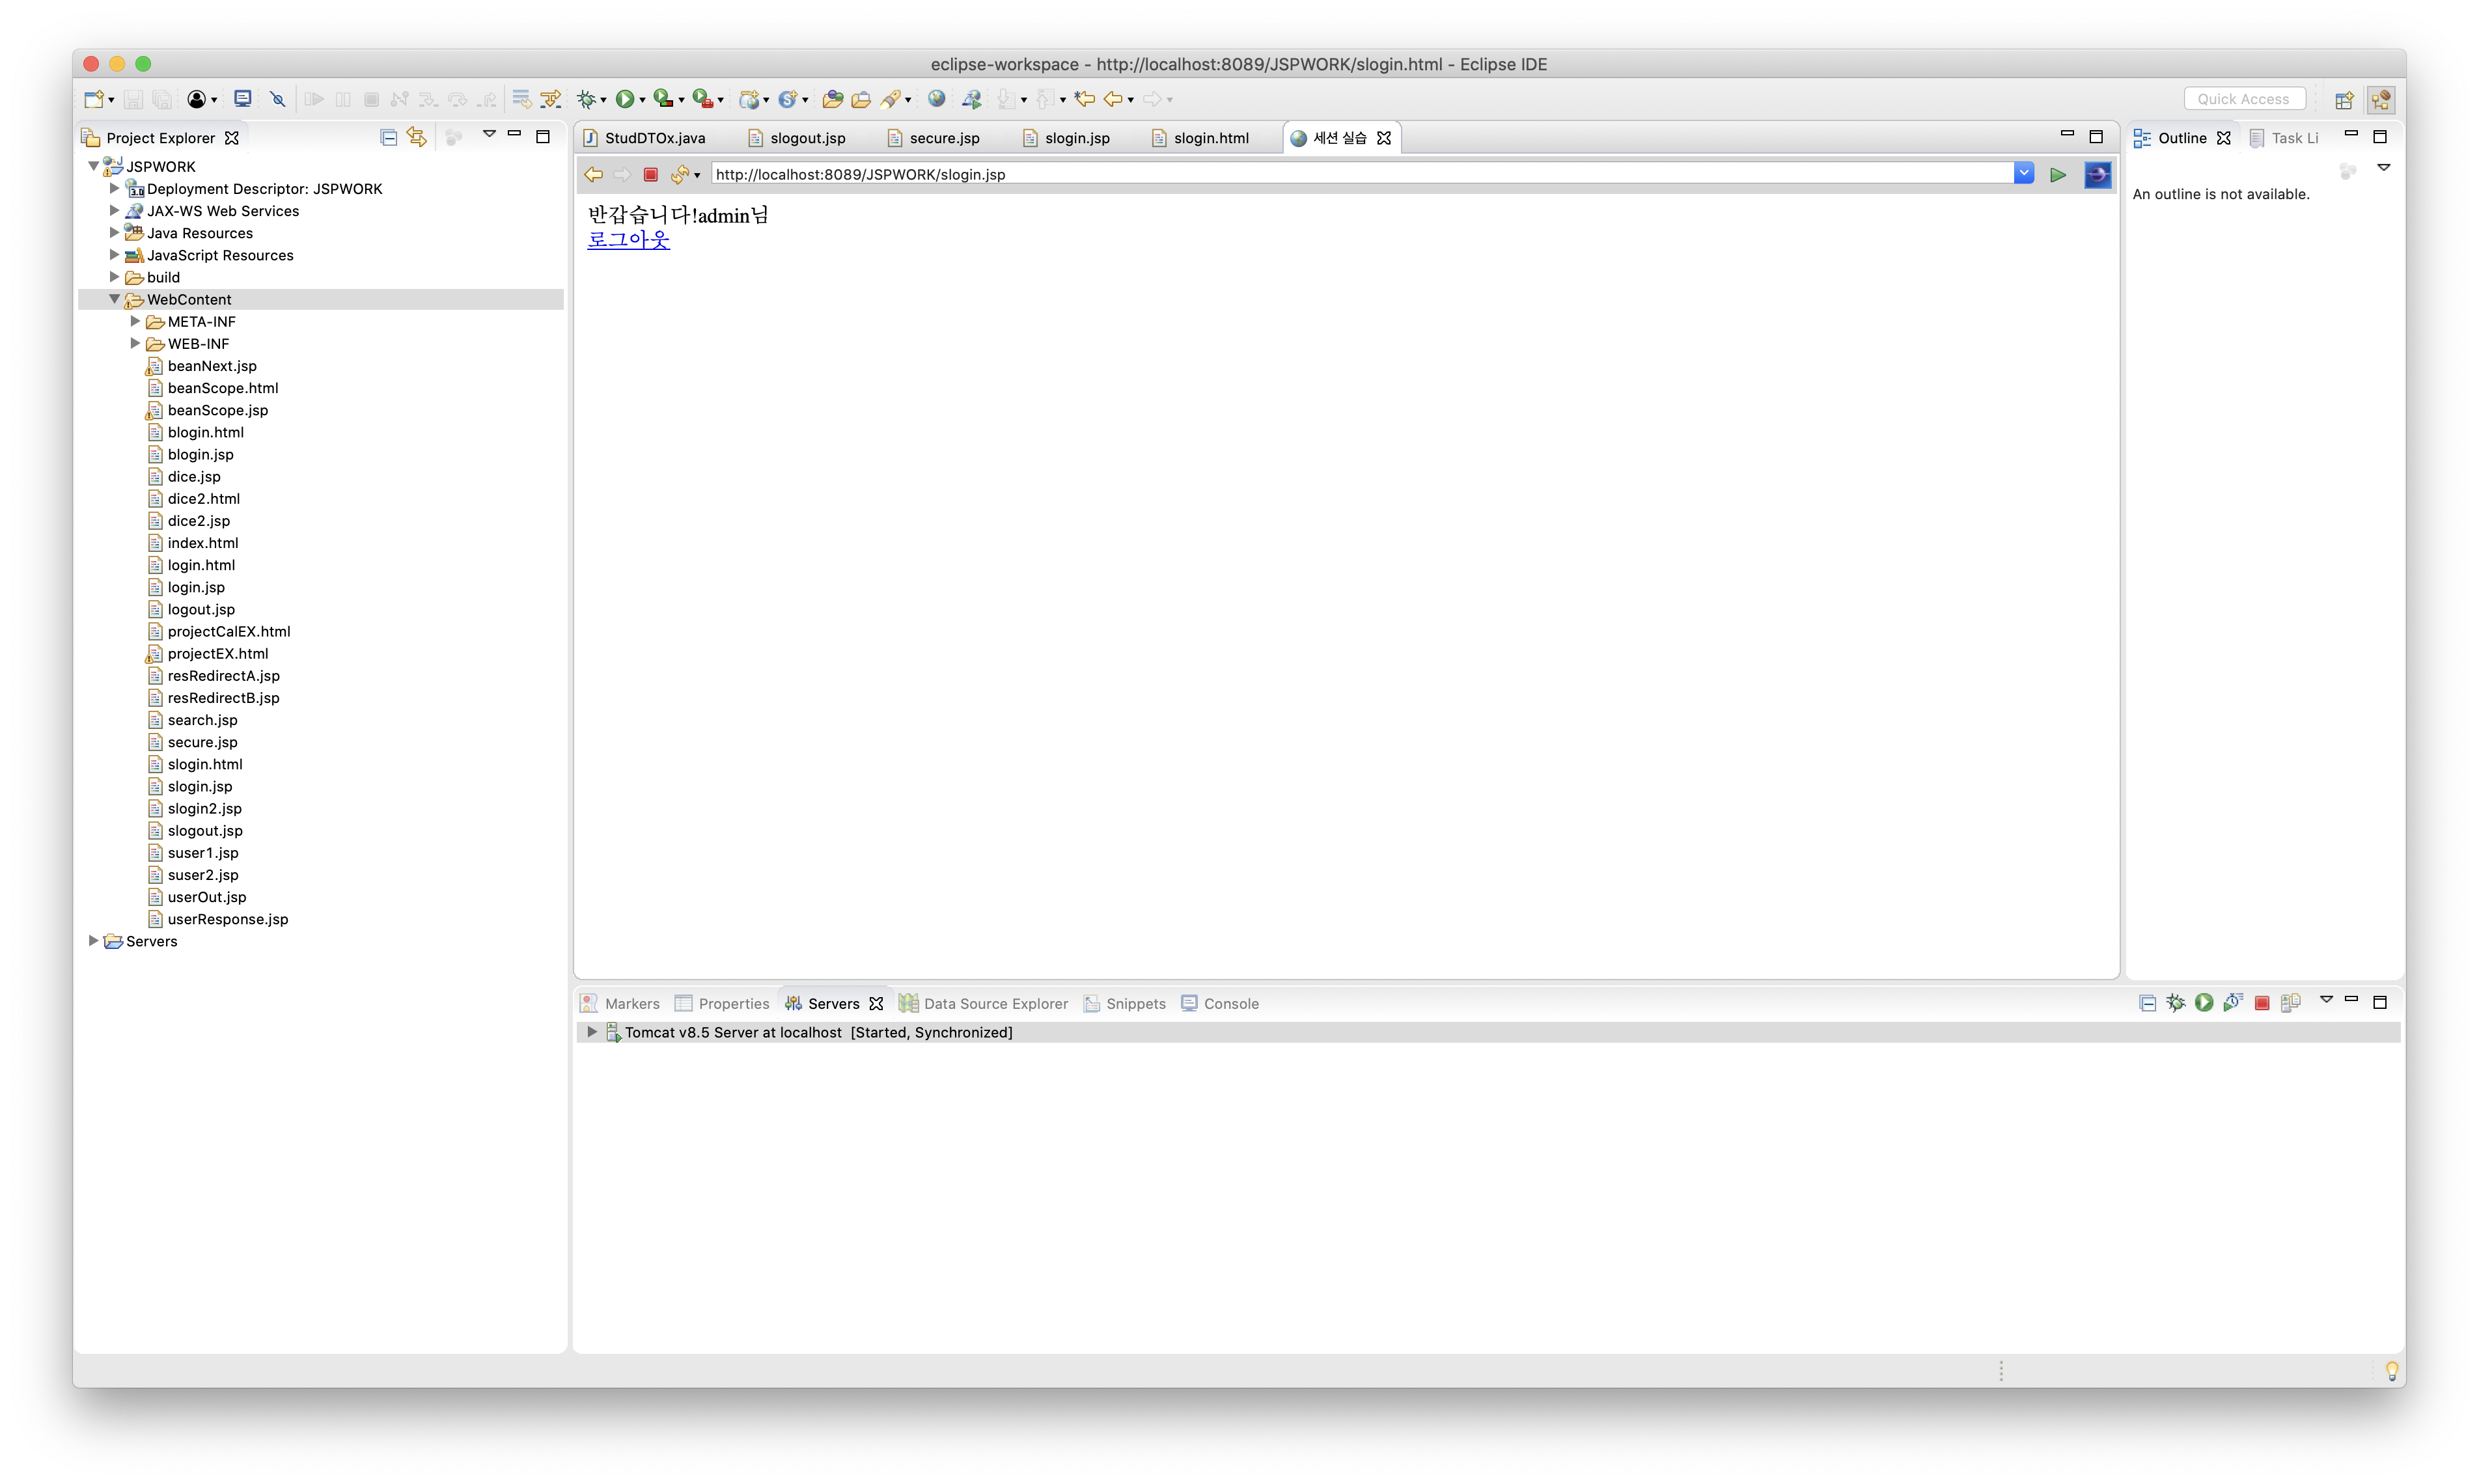 eclipse-workspace - http://localhost:8089/JSPWORK/slogin.html - Eclipse IDE
Quick Access
Project Explorer
JSPWORK
Deployment Descriptor: JSPWORK
JAX-WS Web Services
Java Resources
JavaScript Resources
build
WebContent
META-INF
WEB-INF
beanNext.jsp
beanScope.html
beanScope.jsp
blogin.html
blogin.jsp
dice.jsp
dice2.html
dice2.jsp
index.html
login.html
login.jsp
logout.jsp
projectCalEX.html
projectEX.html
resRedirectA.jsp
resRedirectB.jsp
search.jsp
secure.jsp
slogin.html
slogin.jsp
slogin2.jsp
slogout.jsp
suser1.jsp
suser2.jsp
userOut.jsp
userResponse.jsp
Servers
StudDTOx.java slogout.jsp secure.jsp slogin.jsp slogin.html 세션 실습
http://localhost:8089/JSPWORK/slogin.jsp
반갑습니다!admin님
로그아웃
Outline Task Li
An outline is not available.
Markers Properties Servers Data Source Explorer Snippets Console
Tomcat v8.5 Server at localhost [Started, Synchronized]